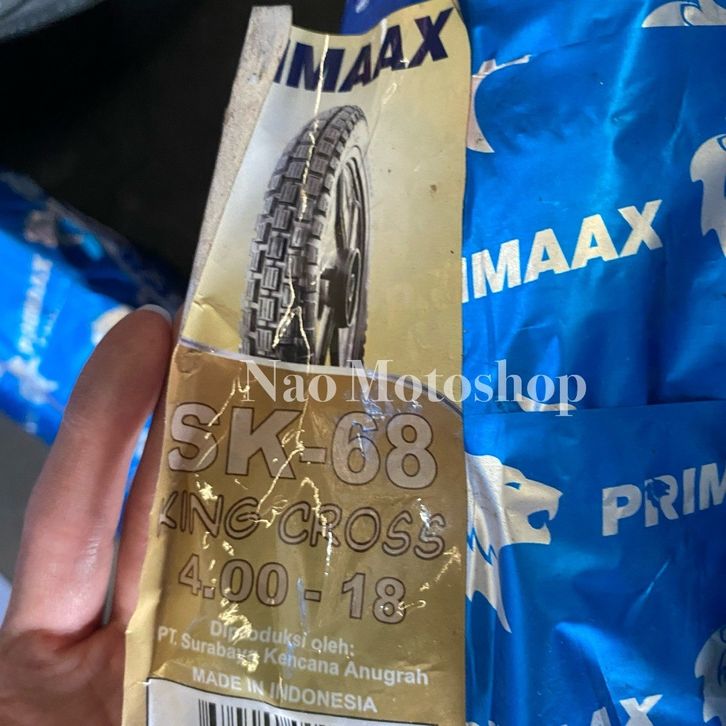 PRIMAAX
IMAAX
IMAAX
Nao Motoshop
SK-68
KING CROSS
4.00 - 18
PRIM
Diproduksi oleh:
PT. Surabaya Kencana Anugrah
MADE IN INDONESIA